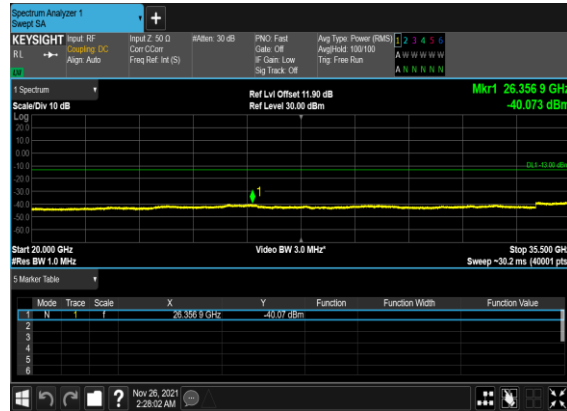 Spectrum Analyzer 1
Swept SA
+
KEYSIGHT Input: RF Input Z: 50 Ω #Atten: 30 dB PNO: Fast Avg Type: Power (RMS) 1 2 3 4 5 6
RL Coupling: DC Corr CCorr Gate: Off Avg|Hold: 100/100 A W W W W W
Align: Auto Freq Ref: Int (S) IF Gain: Low Trig: Free Run
Sig Track: Off A N N N N N
1 Spectrum Ref Lvl Offset 11.90 dB Mkr1 26.356 9 GHz
Scale/Div 10 dB Ref Level 30.00 dBm -40.073 dBm
Log
20.0
10.0
0.00
-10.0
DL1 -13.00 dBm
-20.0
-30.0
1
-40.0
-50.0
-60.0
Start 20.000 GHz Video BW 3.0 MHz* Stop 35.500 GHz
#Res BW 1.0 MHz Sweep ~30.2 ms (40001 pts)
5 Marker Table
Mode Trace Scale X Y Function Function Width Function Value
1 N 1 f 26.356 9 GHz -40.07 dBm
2
3
4
5
6
? Nov 26, 2021
2:28:02 AM